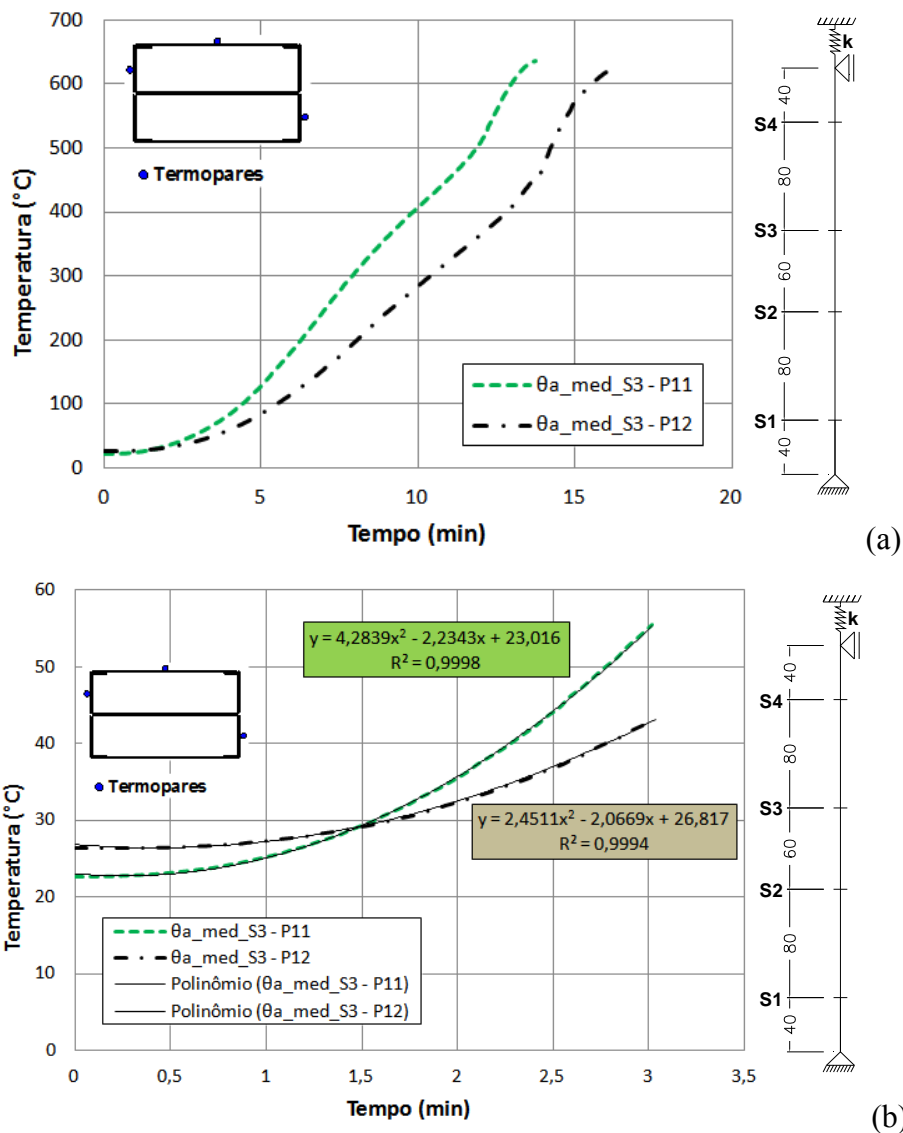 700
600
500
400
300
200
100
0
Temperatura (°C)
Termopares
θa_med_S3 - P11
θa_med_S3 - P12
0
5
10
15
20
Tempo (min)
k
40
S4
80
S3
60
S2
80
S1
40
(a)
60
50
40
30
20
10
0
Temperatura (°C)
y = 4,2839x² - 2,2343x + 23,016
R² = 0,9998
Termopares
y = 2,4511x² - 2,0669x + 26,817
R² = 0,9994
θa_med_S3 - P11
θa_med_S3 - P12
Polinômio (θa_med_S3 - P11)
Polinômio (θa_med_S3 - P12)
0
0,5
1
1,5
2
2,5
3
3,5
Tempo (min)
k
40
S4
80
S3
60
S2
80
S1
40
(b)